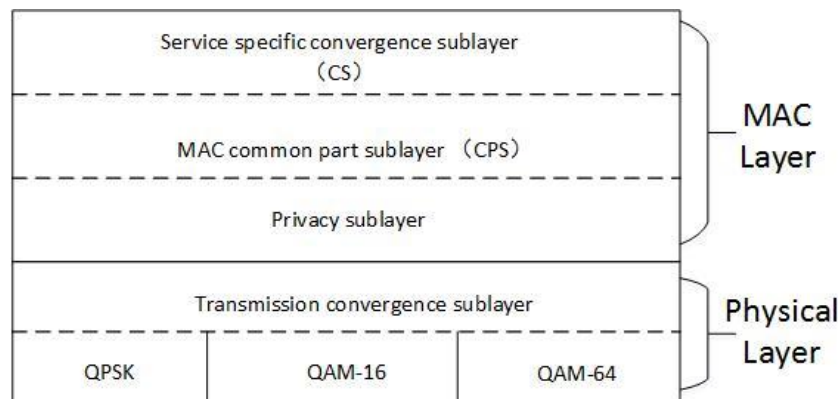 Service specific convergence sublayer
（CS）
MAC common part sublayer （CPS）
Privacy sublayer
MAC
Layer
Transmission convergence sublayer
QPSK
QAM-16
QAM-64
Physical
Layer